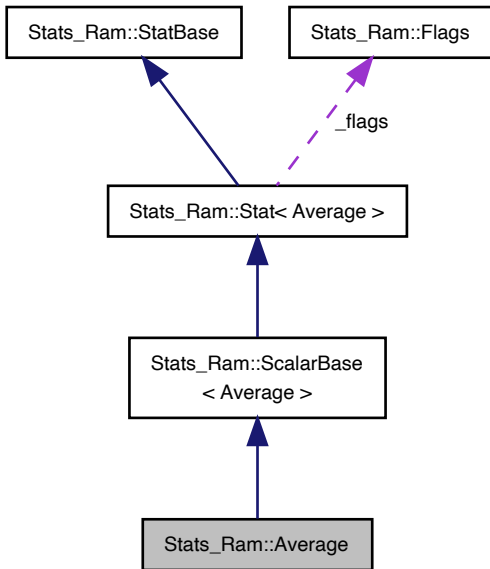 Stats_Ram::StatBase
Stats_Ram::Flags
_flags
Stats_Ram::Stat< Average >
Stats_Ram::ScalarBase
< Average >
Stats_Ram::Average